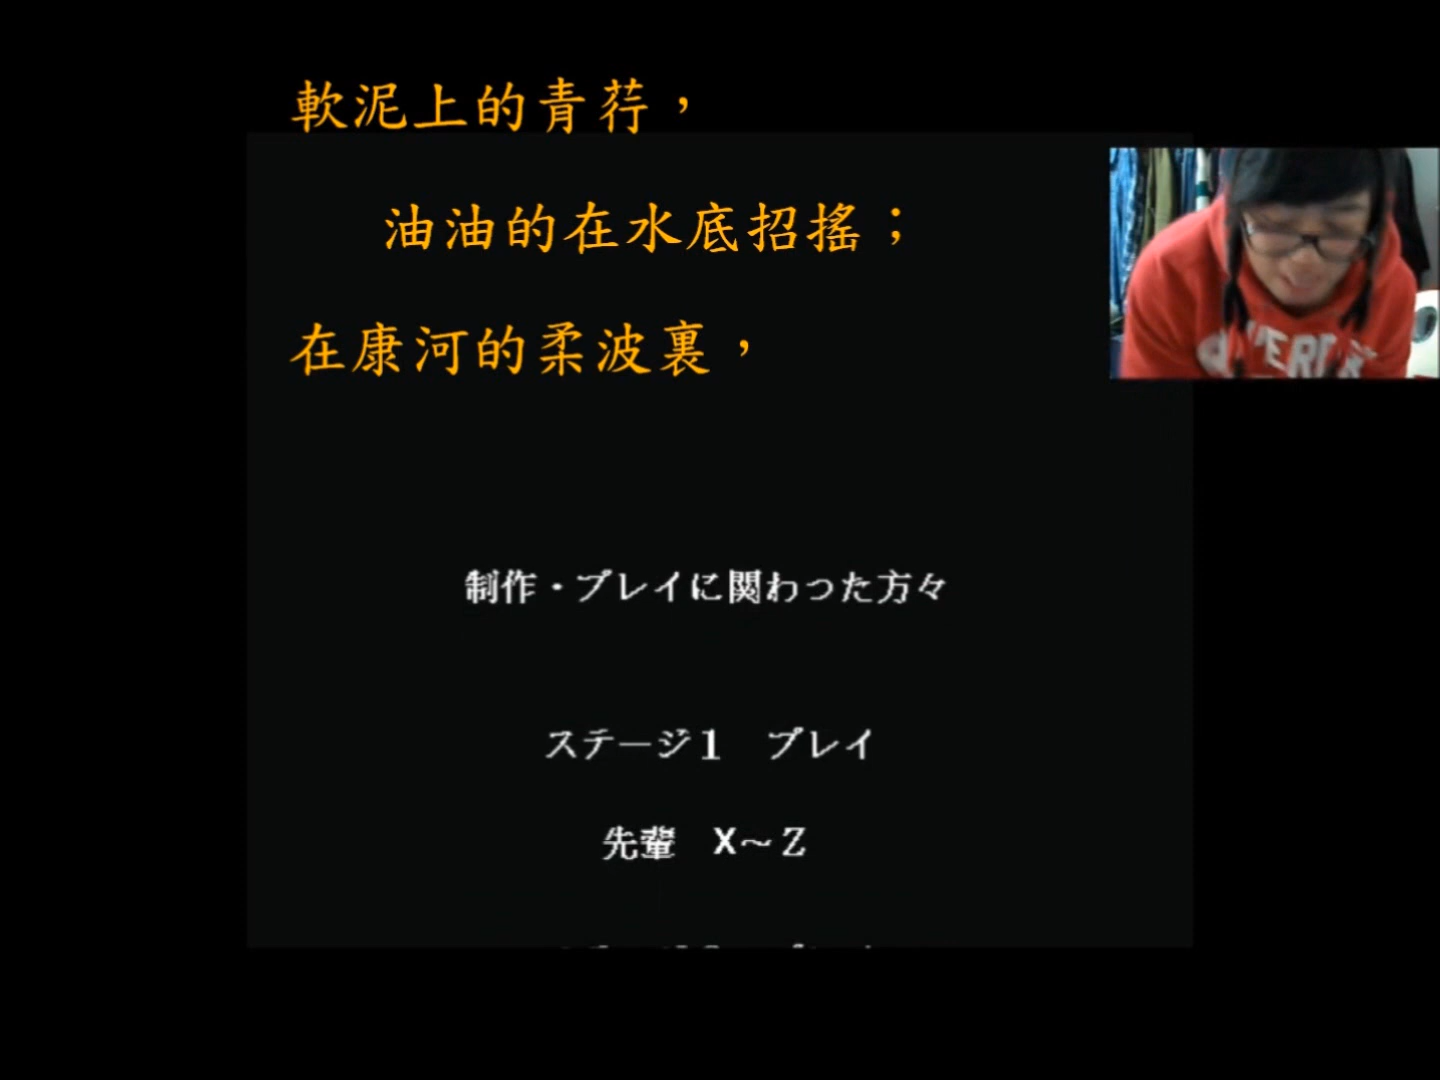 軟泥上的青荇，
油油的在水底招搖；
在康河的柔波裏，
制作・プレイに関わった方々
ステージ１　プレイ
先輩　X～Z